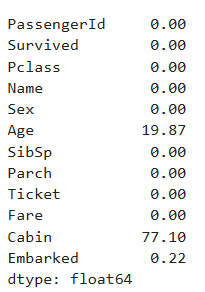 PassengerId 0.00
Survived 0.00
Pclass 0.00
Name 0.00
Sex 0.00
Age 19.87
SibSp 0.00
Parch 0.00
Ticket 0.00
Fare 0.00
Cabin 77.10
Embarked 0.22
dtype: float64